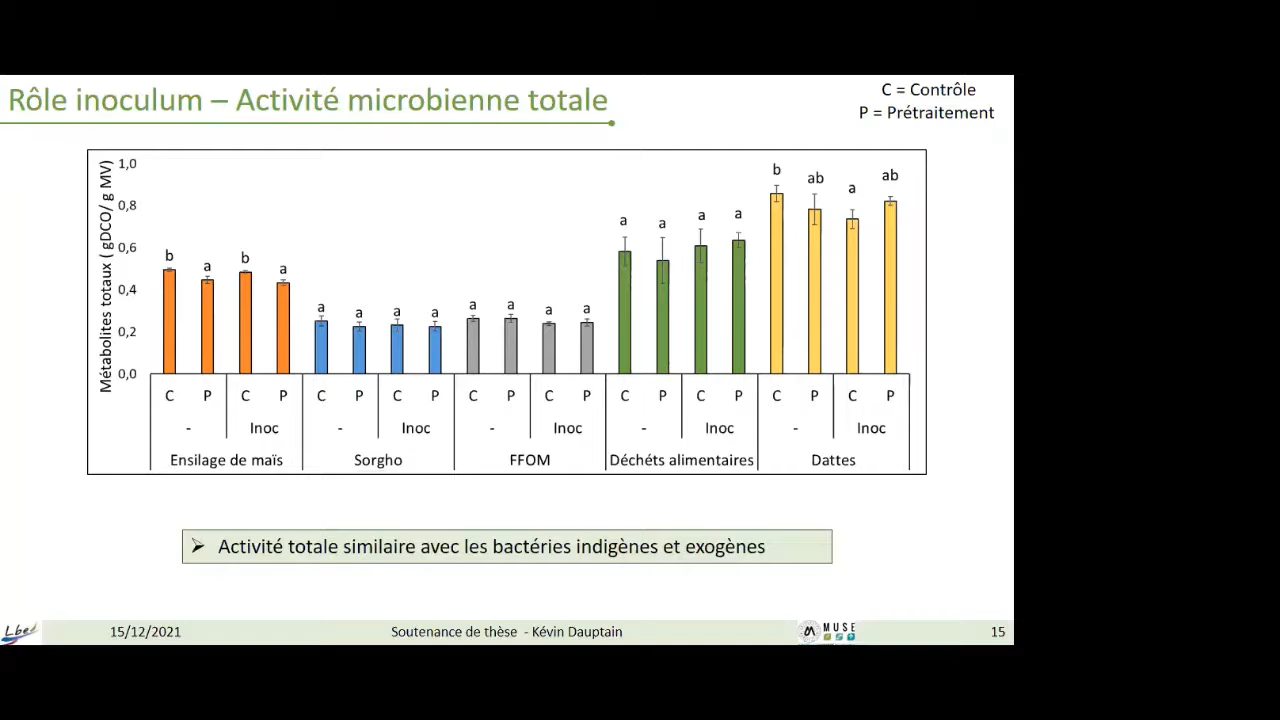 Rôle inoculum – Activité microbienne totale
C = Contrôle
P = Prétraitement
Métabolites totaux ( gDCO/ g MV)
1,0
0,8
0,6
0,4
0,2
0,0
b a b a a a a a a a a a a a a a b ab a ab
C P C P C P C P C P C P C P C P C P C P
- Inoc - Inoc - Inoc - Inoc - Inoc
Ensilage de maïs Sorgho FFOM Déchéts alimentaires Dattes
➢ Activité totale similaire avec les bactéries indigènes et exogènes
Lbe 15/12/2021 Soutenance de thèse - Kévin Dauptain MUSE 15